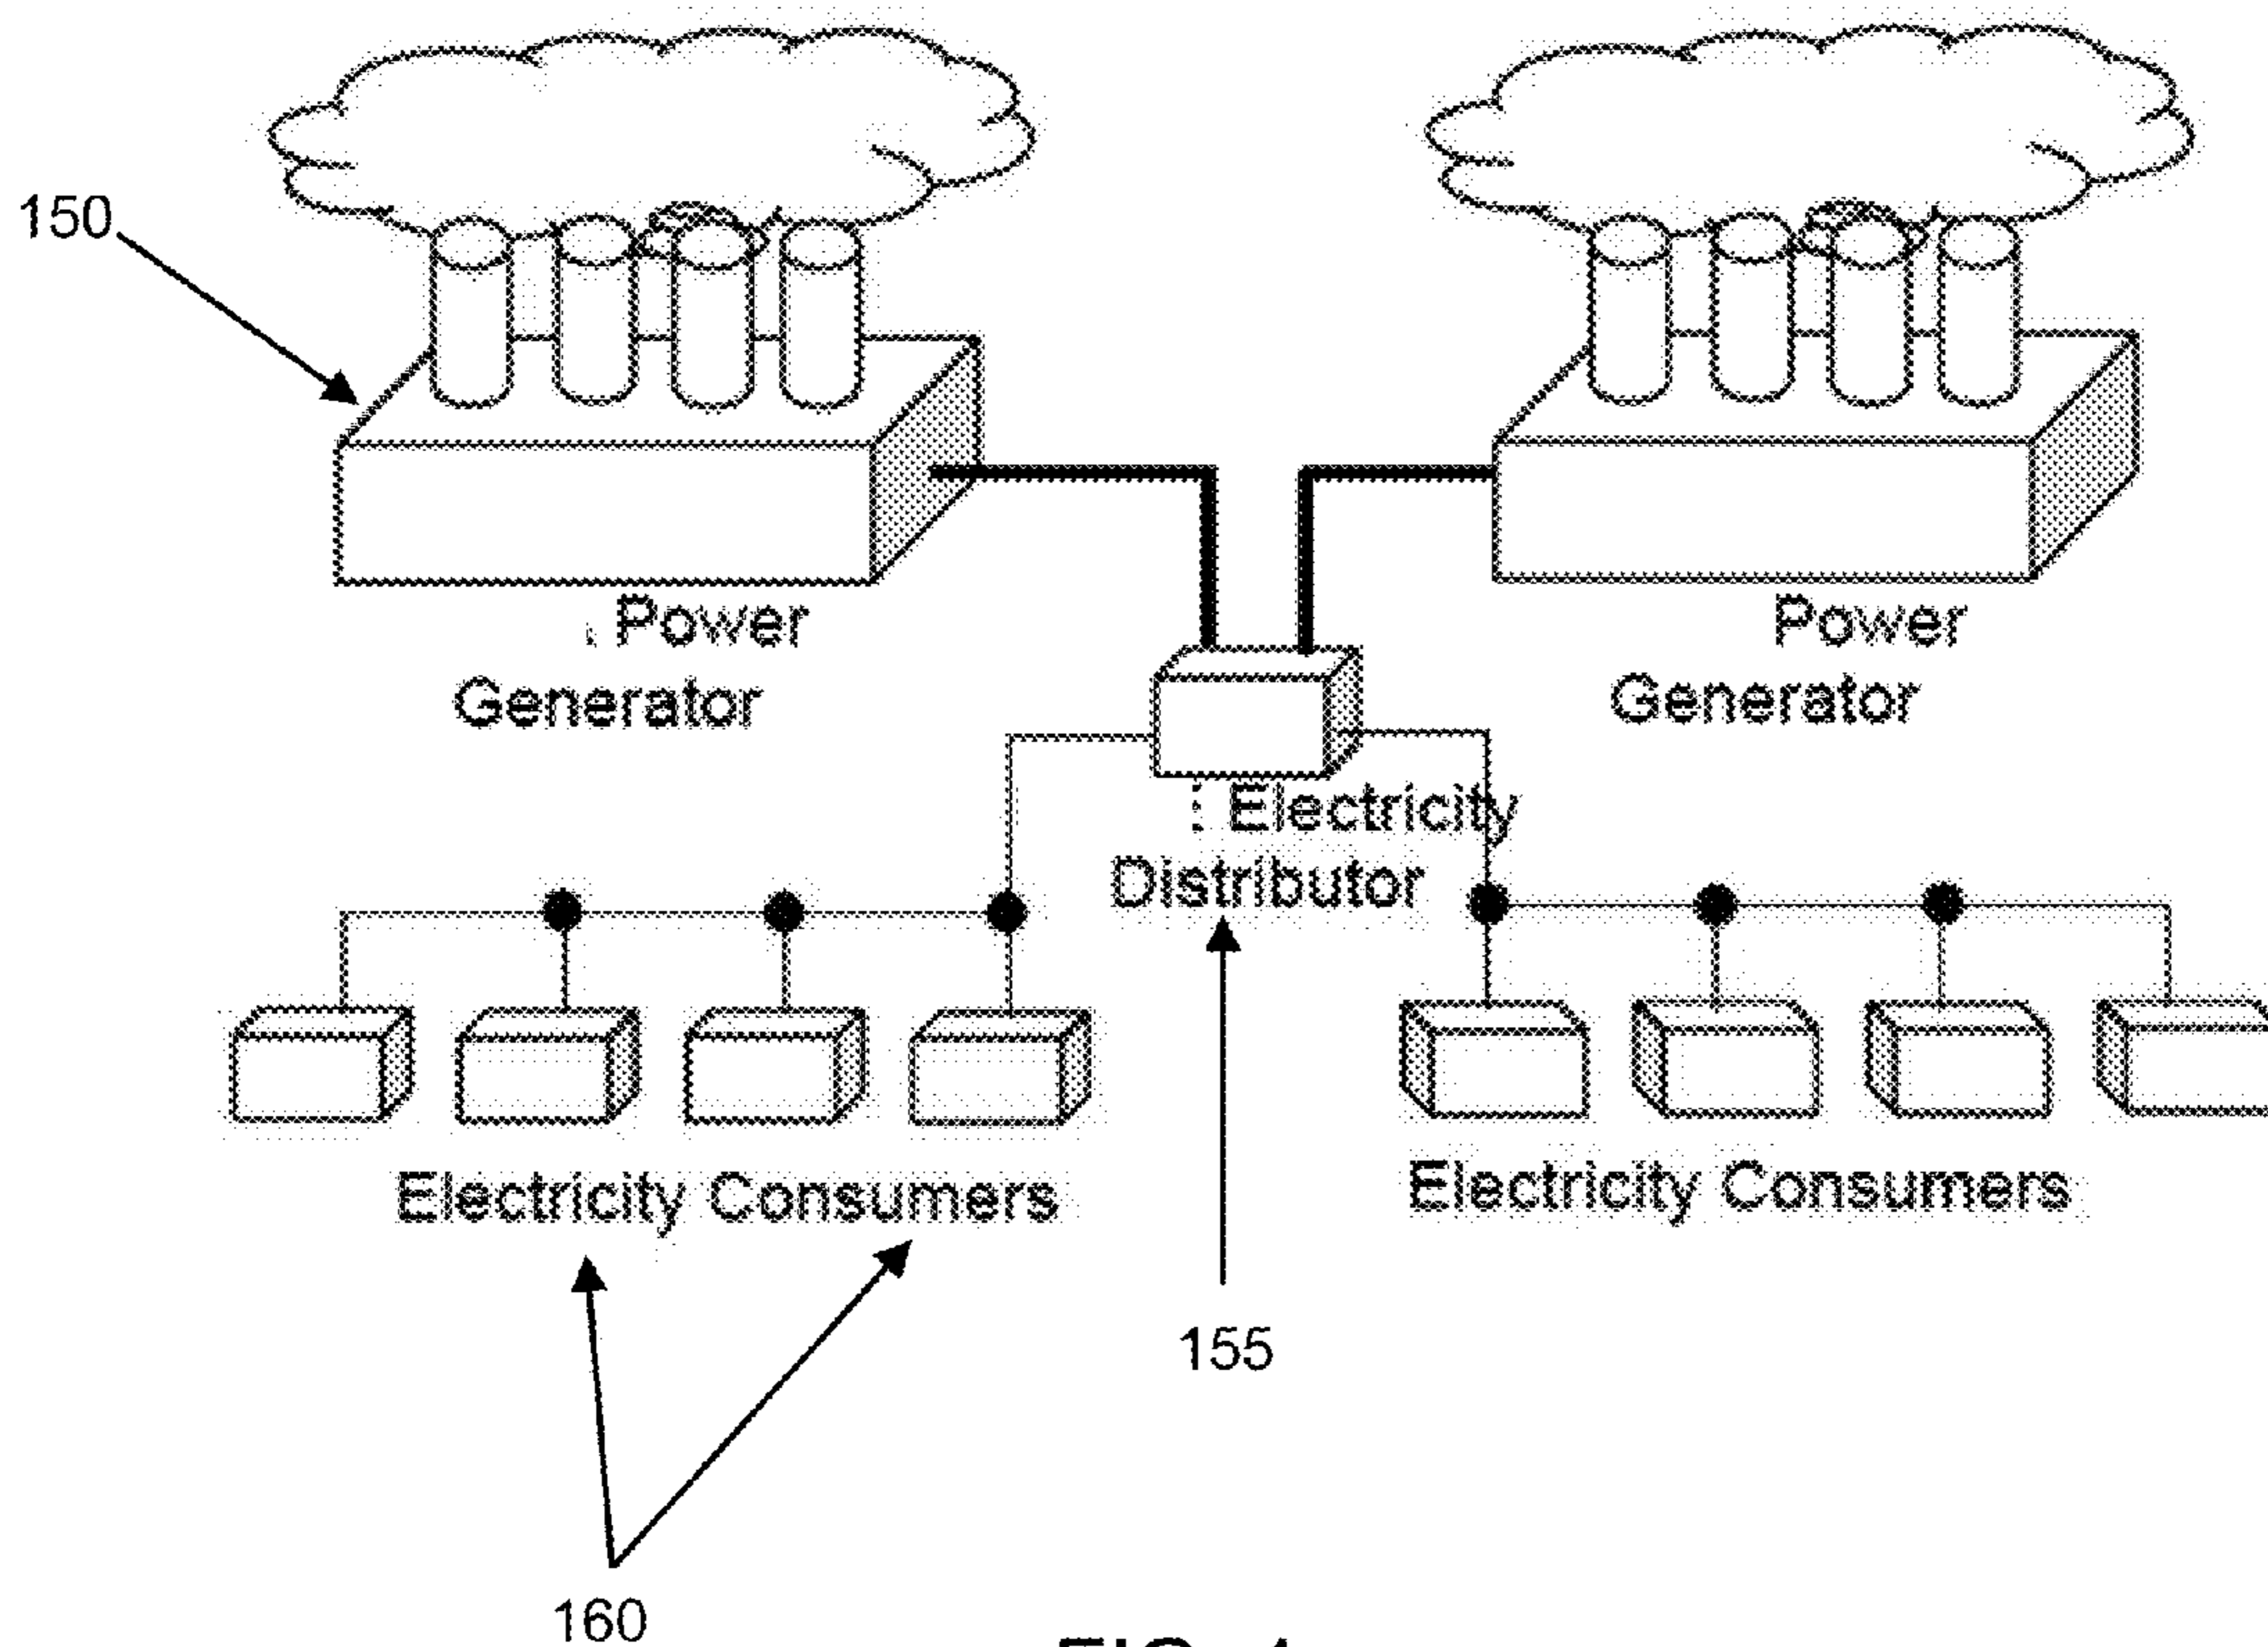 150
Power
Generator
Power
Generator
Electricity
Distributor
Electricity Consumers
Electricity Consumers
155
160